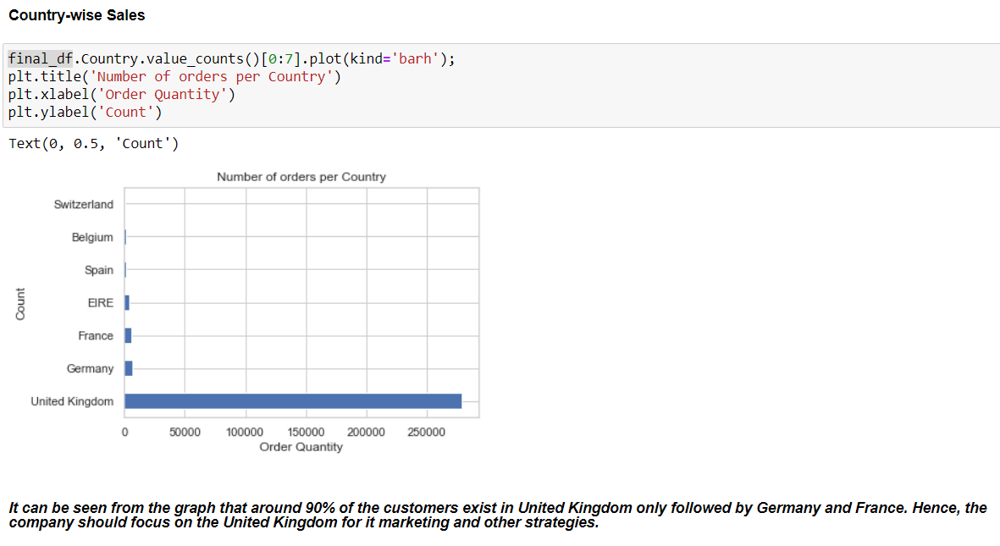 Country-wise Sales
final_df.Country.value_counts()[0:7].plot(kind='barh');
plt.title('Number of orders per Country')
plt.xlabel('Order Quantity')
plt.ylabel('Count')
Text(0, 0.5, 'Count')
Number of orders per Country
Switzerland
Belgium
Spain
EIRE
France
Germany
United Kingdom
Count
0 50000 100000 150000 200000 250000
Order Quantity
It can be seen from the graph that around 90% of the customers exist in United Kingdom only followed by Germany and France. Hence, the
company should focus on the United Kingdom for it marketing and other strategies.